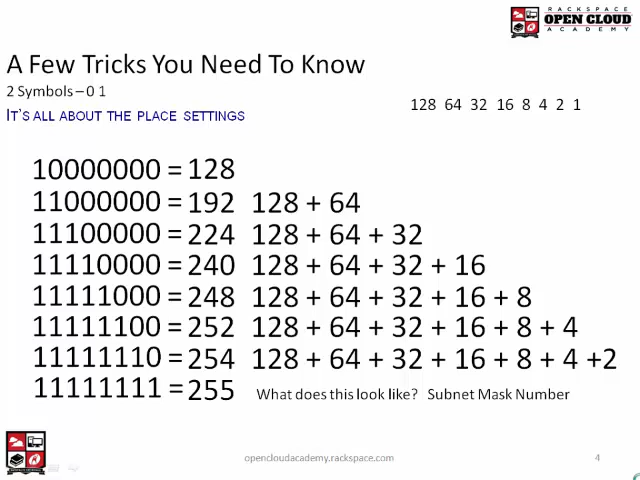 RACKSPACE
OPEN CLOUD
ACADEMY
A Few Tricks You Need To Know
2 Symbols – 0 1
128 64 32 16 8 4 2 1
IT'S ALL ABOUT THE PLACE SETTINGS
10000000 = 128
11000000 = 192 128 + 64
11100000 = 224 128 + 64 + 32
11110000 = 240 128 + 64 + 32 + 16
11111000 = 248 128 + 64 + 32 + 16 + 8
11111100 = 252 128 + 64 + 32 + 16 + 8 + 4
11111110 = 254 128 + 64 + 32 + 16 + 8 + 4 +2
11111111 = 255 What does this look like? Subnet Mask Number
opencloudacademy.rackspace.com
4